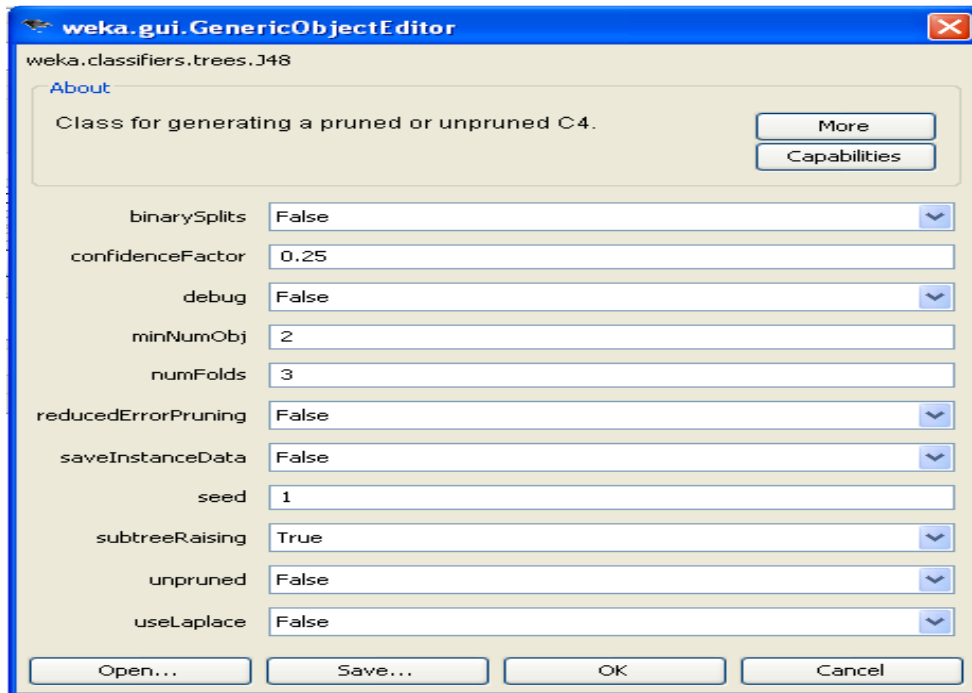 weka.gui.GenericObjectEditor
weka.classifiers.trees.J48
About
Class for generating a pruned or unpruned C4.
More
Capabilities
binarySplits False
confidenceFactor 0.25
debug False
minNumObj 2
numFolds 3
reducedErrorPruning False
saveInstanceData False
seed 1
subtreeRaising True
unpruned False
useLaplace False
Open... Save... OK Cancel